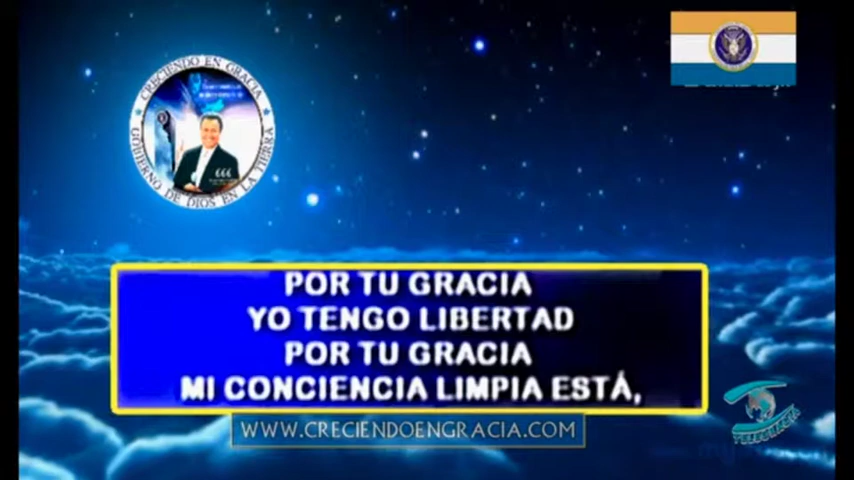 CRECIENDO EN GRACIA
GOBIERNO DE DIOS EN LA TIERRA
POR TU GRACIA
YO TENGO LIBERTAD
POR TU GRACIA
MI CONCIENCIA LIMPIA ESTÁ,
WWW.CRECIENDOENGRACIA.COM
TELEGRACIA